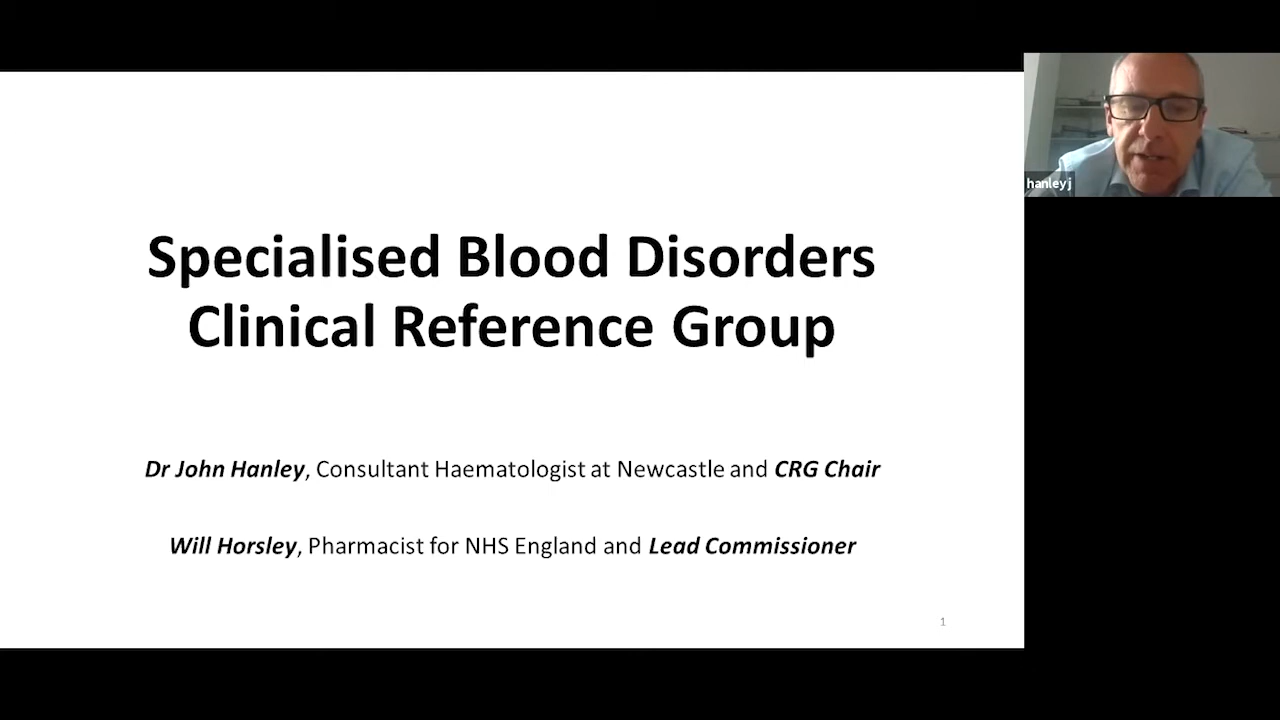 Specialised Blood Disorders
Clinical Reference Group
Dr John Hanley, Consultant Haematologist at Newcastle and CRG Chair
Will Horsley, Pharmacist for NHS England and Lead Commissioner
1
hanleyj